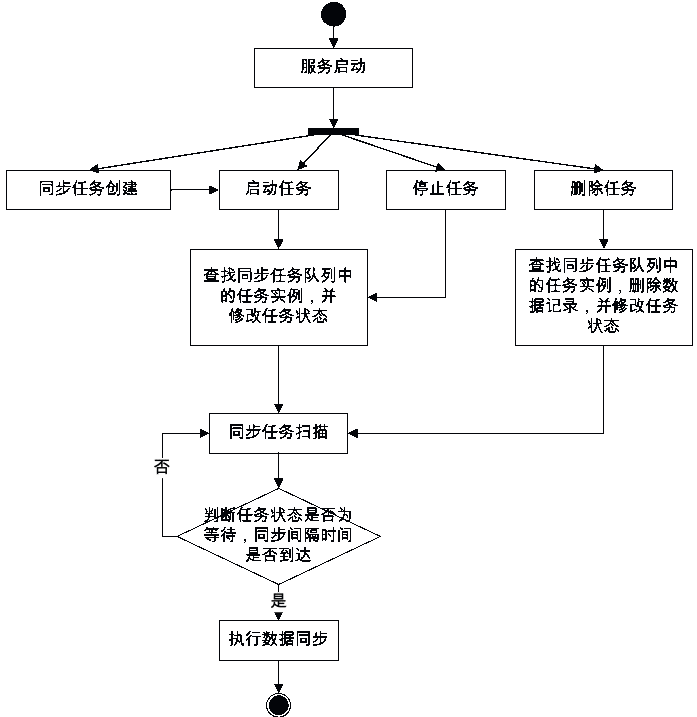 服务启动
同步任务创建
启动任务
停止任务
删除任务
查找同步任务队列中
的任务实例，并
修改任务状态
查找同步任务队列中
的任务实例，删除数
据记录，并修改任务
状态
同步任务扫描
否
判断任务状态是否为
等待，同步间隔时间
是否到达
是
执行数据同步